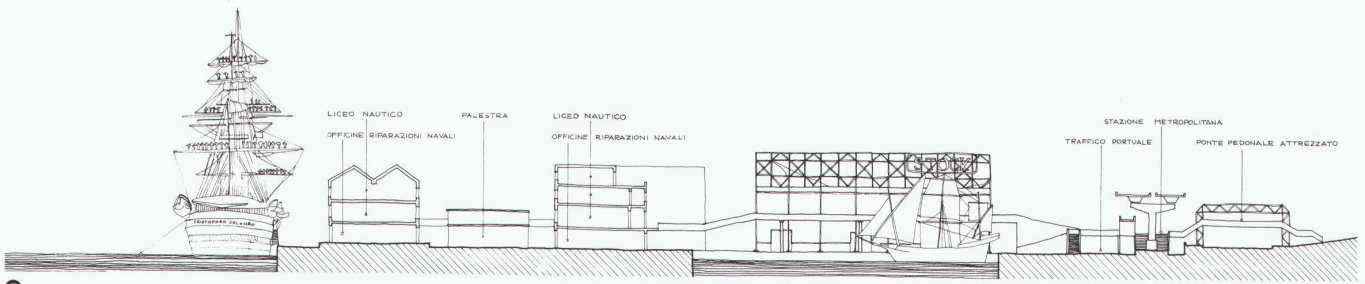 LICEO NAUTICO
OFFICINE RIPARAZIONI NAVALI
PALESTRA
LICEO NAUTICO
OFFICINE RIPARAZIONI NAVALI
STAZIONE METROPOLITANA
TRAFFICO PORTUALE
PONTE PEDONALE ATTREZZATO
CRISTOFORO COLOMBO